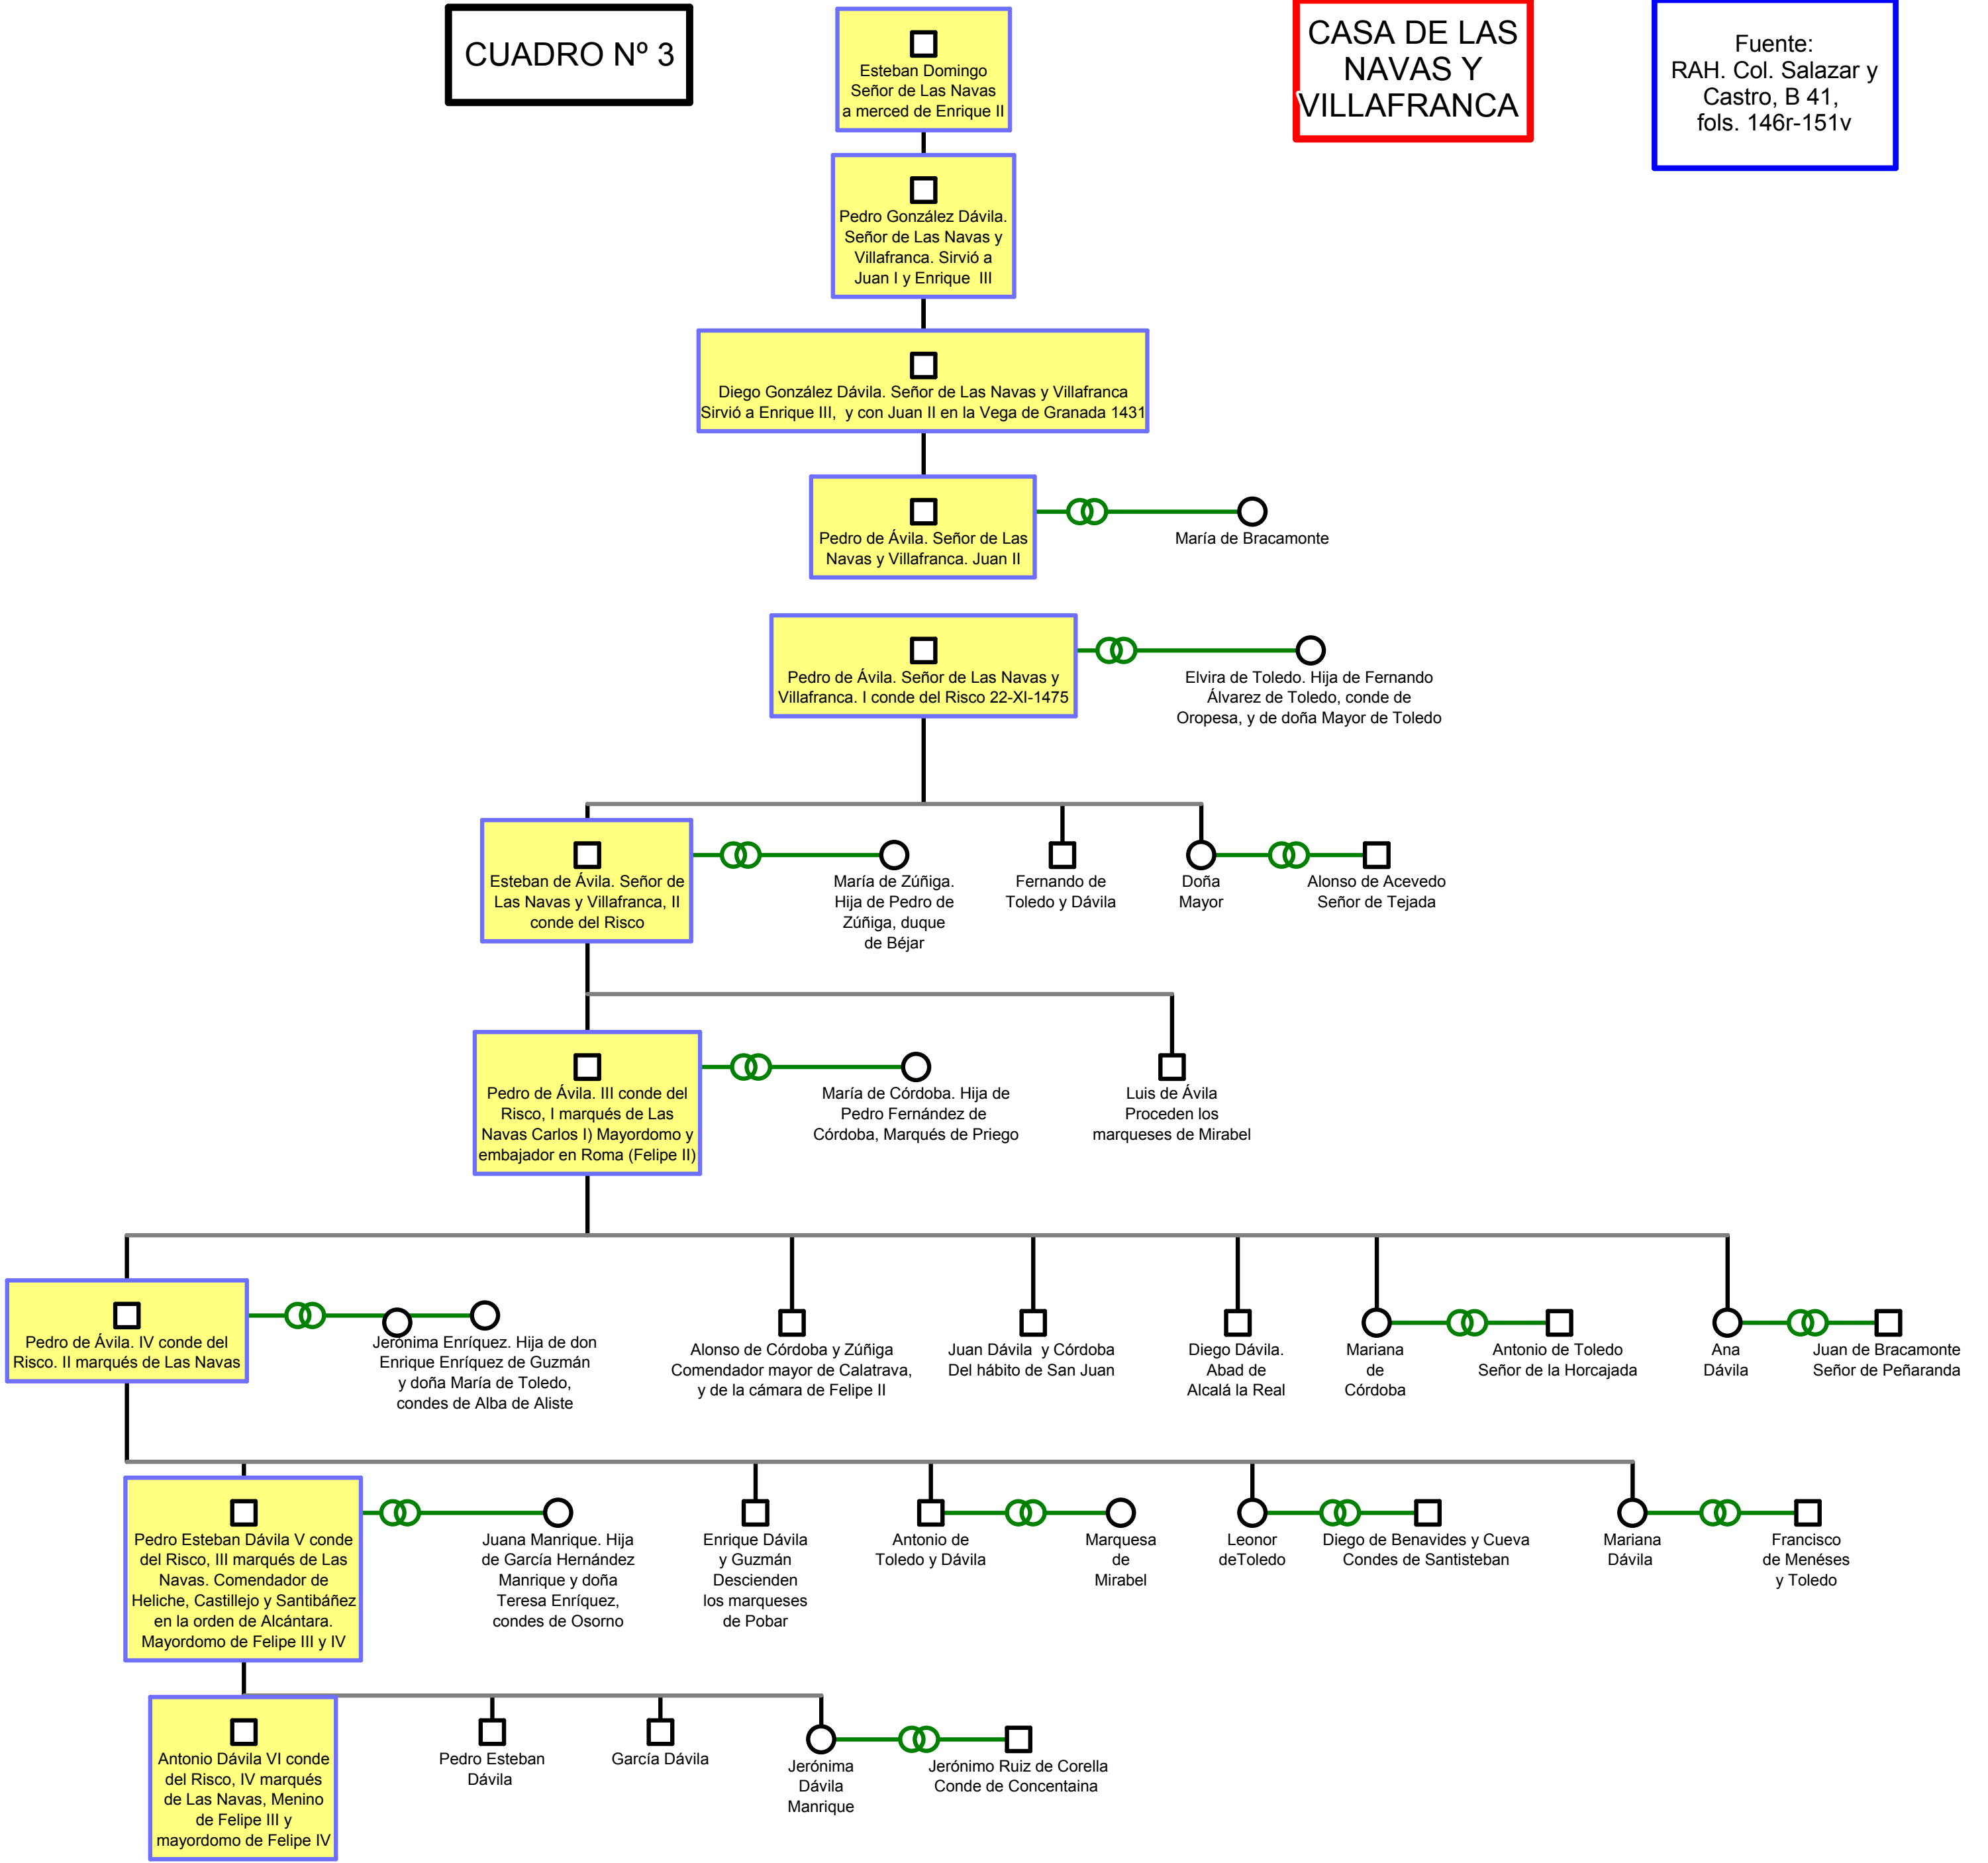 CUADRO Nº 3
Esteban Domingo
Señor de Las Navas
a merced de Enrique II
CASA DE LAS
NAVAS Y
VILLAFRANCA
Fuente:
RAH. Col. Salazar y
Castro, B 41,
fols. 146r-151v
Pedro González Dávila.
Señor de Las Navas y
Villafranca. Sirvió a
Juan I y Enrique III
Diego González Dávila. Señor de Las Navas y Villafranca
Sirvió a Enrique III, y con Juan II en la Vega de Granada 1431
Pedro de Ávila. Señor de Las
Navas y Villafranca. Juan II
María de Bracamonte
Pedro de Ávila. Señor de Las Navas y
Villafranca. I conde del Risco 22-XI-1475
Elvira de Toledo. Hija de Fernando
Álvarez de Toledo, conde de
Oropesa, y de doña Mayor de Toledo
Esteban de Ávila. Señor de
Las Navas y Villafranca, II
conde del Risco
María de Zúñiga.
Hija de Pedro de
Zúñiga, duque
de Béjar
Fernando de
Toledo y Dávila
Doña
Mayor
Alonso de Acevedo
Señor de Tejada
Pedro de Ávila. III conde del
Risco, I marqués de Las
Navas Carlos I) Mayordomo y
embajador en Roma (Felipe II)
María de Córdoba. Hija de
Pedro Fernández de
Córdoba, Marqués de Priego
Luis de Ávila
Proceden los
marqueses de Mirabel
Pedro de Ávila. IV conde del
Risco. II marqués de Las Navas
Jerónima Enríquez. Hija de don
Enrique Enríquez de Guzmán
y doña María de Toledo,
condes de Alba de Aliste
Alonso de Córdoba y Zúñiga
Comendador mayor de Calatrava,
y de la cámara de Felipe II
Juan Dávila y Córdoba
Del hábito de San Juan
Diego Dávila.
Abad de
Alcalá la Real
Mariana
de
Córdoba
Antonio de Toledo
Señor de la Horcajada
Ana
Dávila
Juan de Bracamonte
Señor de Peñaranda
Pedro Esteban Dávila V conde
del Risco, III marqués de Las
Navas. Comendador de
Heliche, Castillejo y Santibáñez
en la orden de Alcántara.
Mayordomo de Felipe III y IV
Juana Manrique. Hija
de García Hernández
Manrique y doña
Teresa Enríquez,
condes de Osorno
Enrique Dávila
y Guzmán
Descienden
los marqueses
de Pobar
Antonio de
Toledo y Dávila
Marquesa
de
Mirabel
Leonor
deToledo
Diego de Benavides y Cueva
Condes de Santisteban
Mariana
Dávila
Francisco
de Menéses
y Toledo
Antonio Dávila VI conde
del Risco, IV marqués
de Las Navas, Menino
de Felipe III y
mayordomo de Felipe IV
Pedro Esteban
Dávila
García Dávila
Jerónima
Dávila
Manrique
Jerónimo Ruiz de Corella
Conde de Concentaina